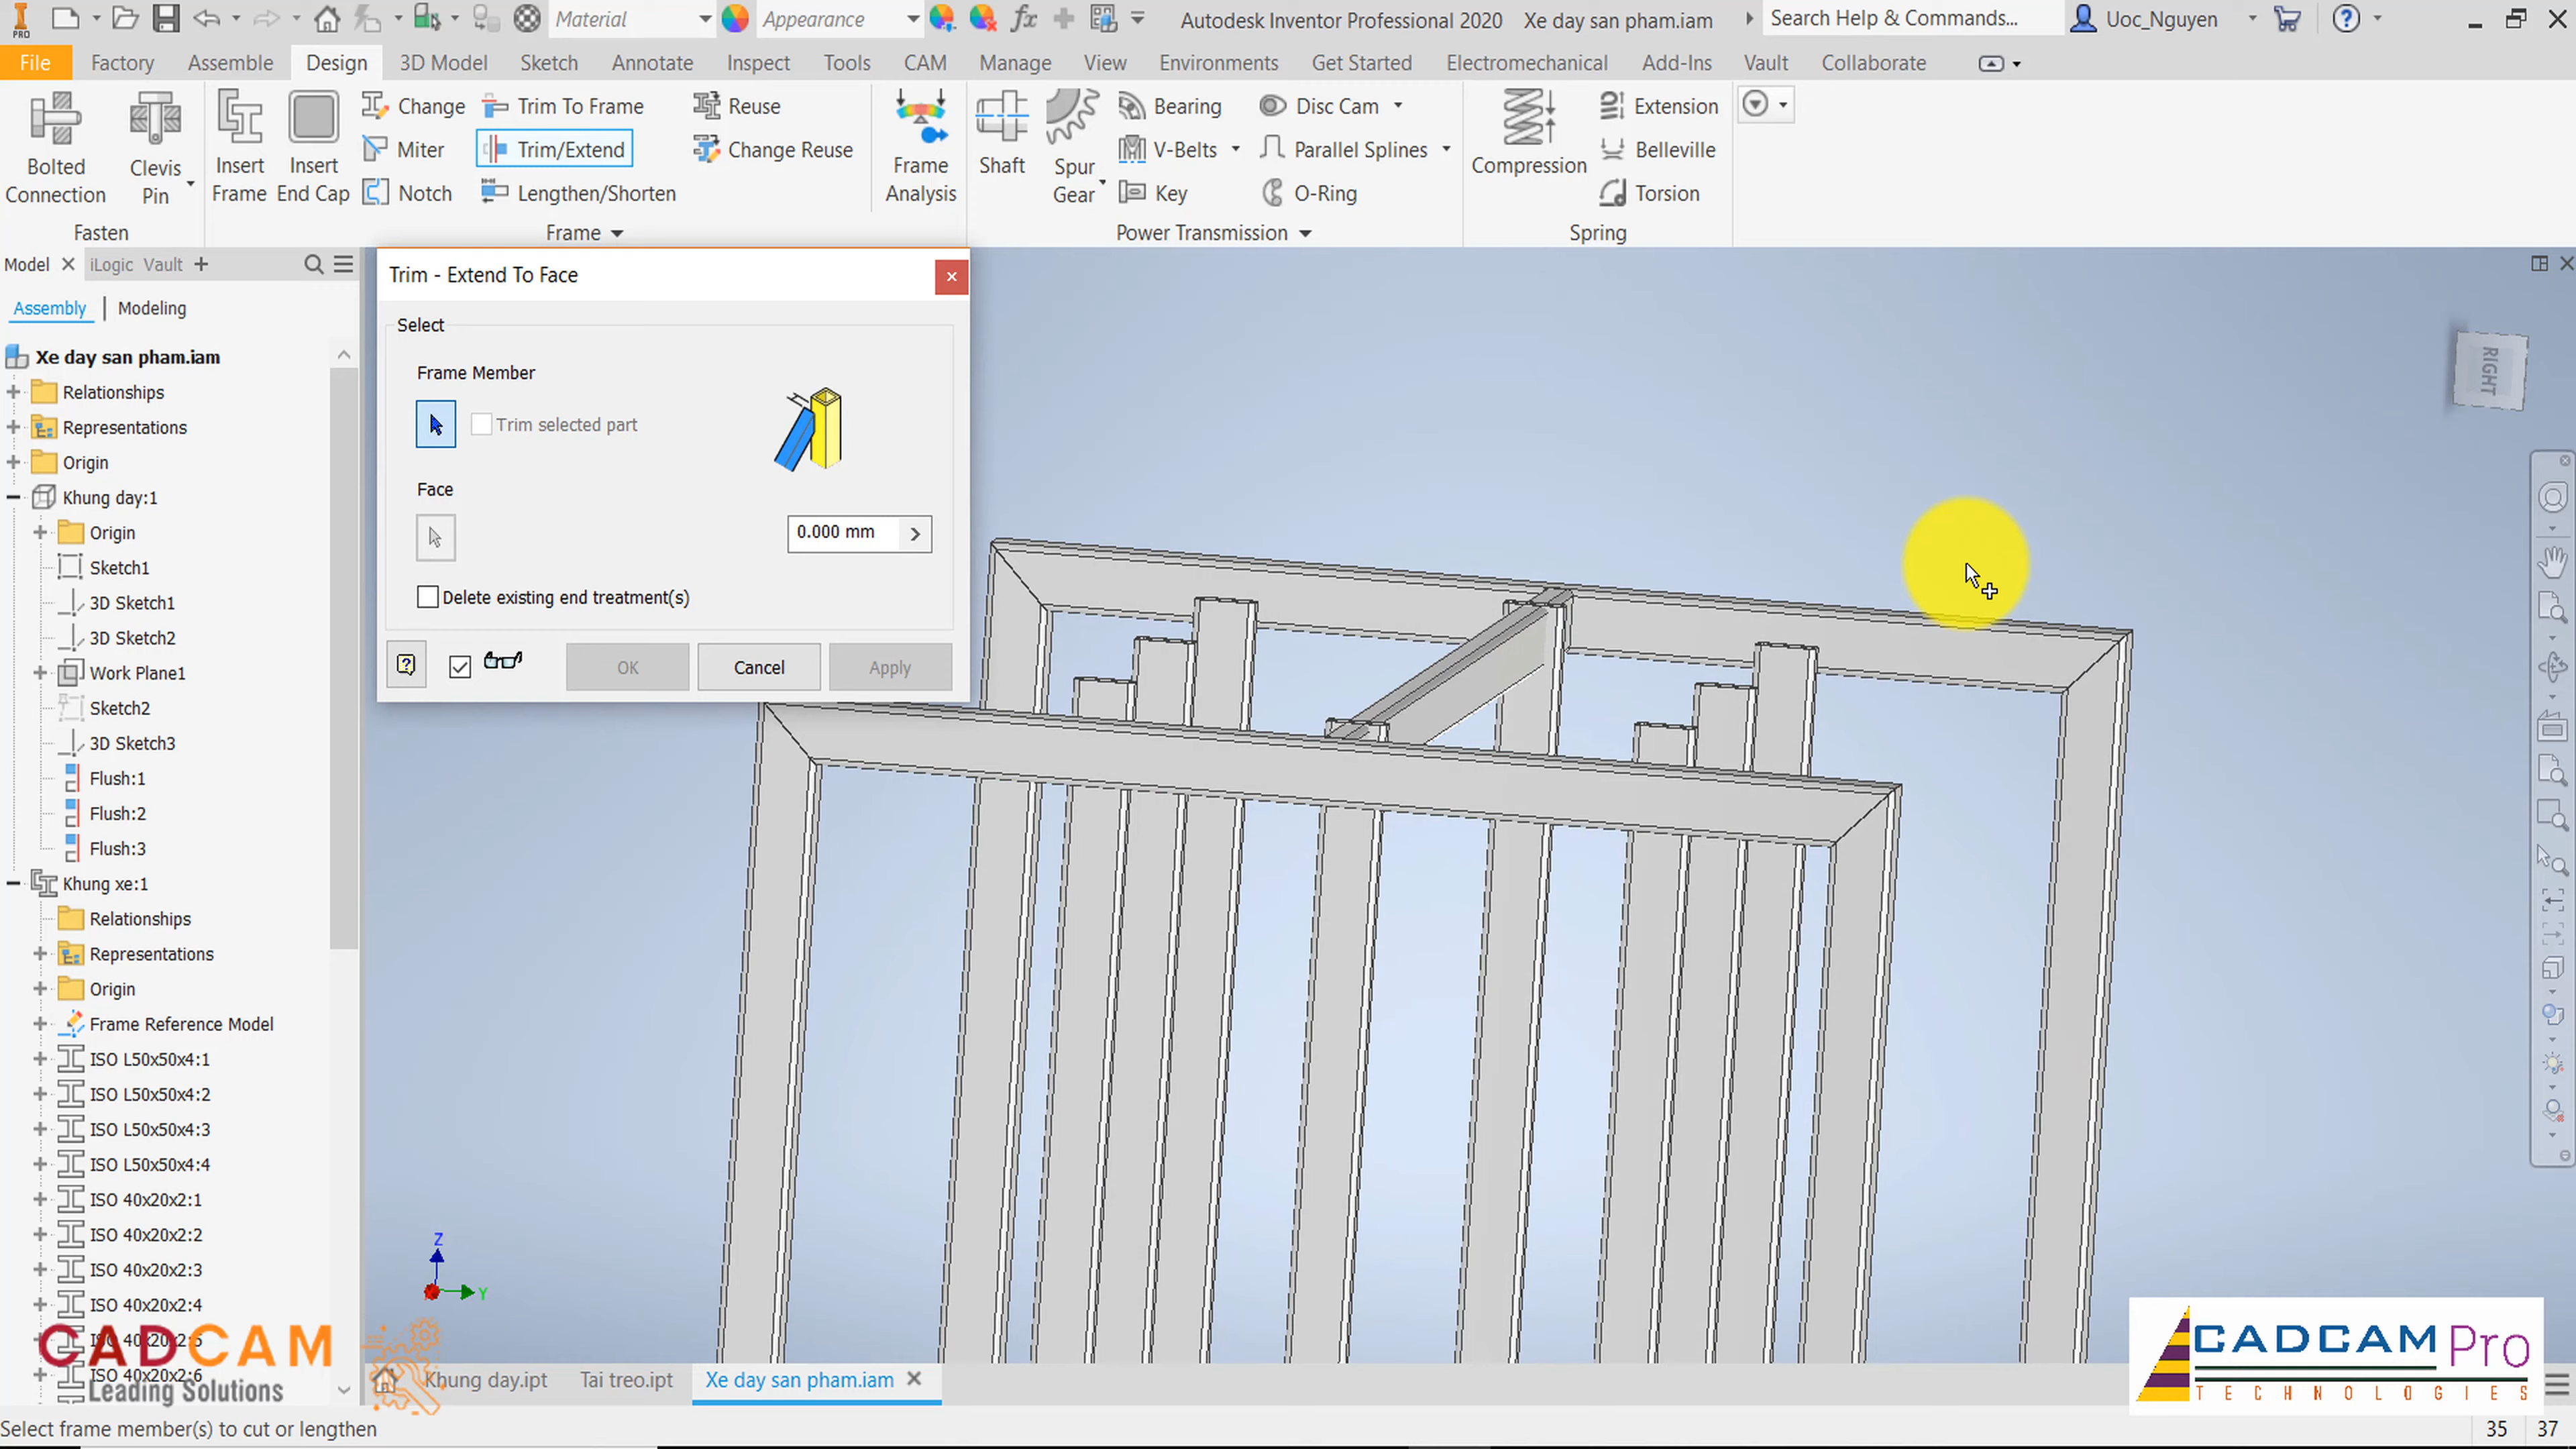 PRO
Material
Appearance
fx
Autodesk Inventor Professional 2020 Xe day san pham.iam
Search Help & Commands...
Uoc_Nguyen
File
Factory
Assemble
Design
3D Model
Sketch
Annotate
Inspect
Tools
CAM
Manage
View
Environments
Get Started
Electromechanical
Add-Ins
Vault
Collaborate
Bolted Connection
Clevis Pin
Insert Frame
Insert End Cap
Change
Miter
Notch
Trim To Frame
Trim/Extend
Lengthen/Shorten
Reuse
Change Reuse
Frame Analysis
Shaft
Spur Gear
Bearing
V-Belts
Key
Disc Cam
Parallel Splines
O-Ring
Compression
Extension
Belleville
Torsion
Fasten
Frame
Power Transmission
Spring
Model
iLogic
Vault
Assembly | Modeling
Xe day san pham.iam
Relationships
Representations
Origin
Khung day:1
Origin
Sketch1
3D Sketch1
3D Sketch2
Work Plane1
Sketch2
3D Sketch3
Flush:1
Flush:2
Flush:3
Khung xe:1
Relationships
Representations
Origin
Frame Reference Model
ISO L50x50x4:1
ISO L50x50x4:2
ISO L50x50x4:3
ISO L50x50x4:4
ISO 40x20x2:1
ISO 40x20x2:2
ISO 40x20x2:3
ISO 40x20x2:4
ISO 40x20x2:5
ISO 40x20x2:6
CADCAM
Leading Solutions
Trim - Extend To Face
Select
Frame Member
Trim selected part
Face
0.000 mm
Delete existing end treatment(s)
OK
Cancel
Apply
RIGHT
Z
Y
Khung day.ipt
Tai treo.ipt
Xe day san pham.iam
CADCAM Pro
TECHNOLOGIES
Select frame member(s) to cut or lengthen
35 37